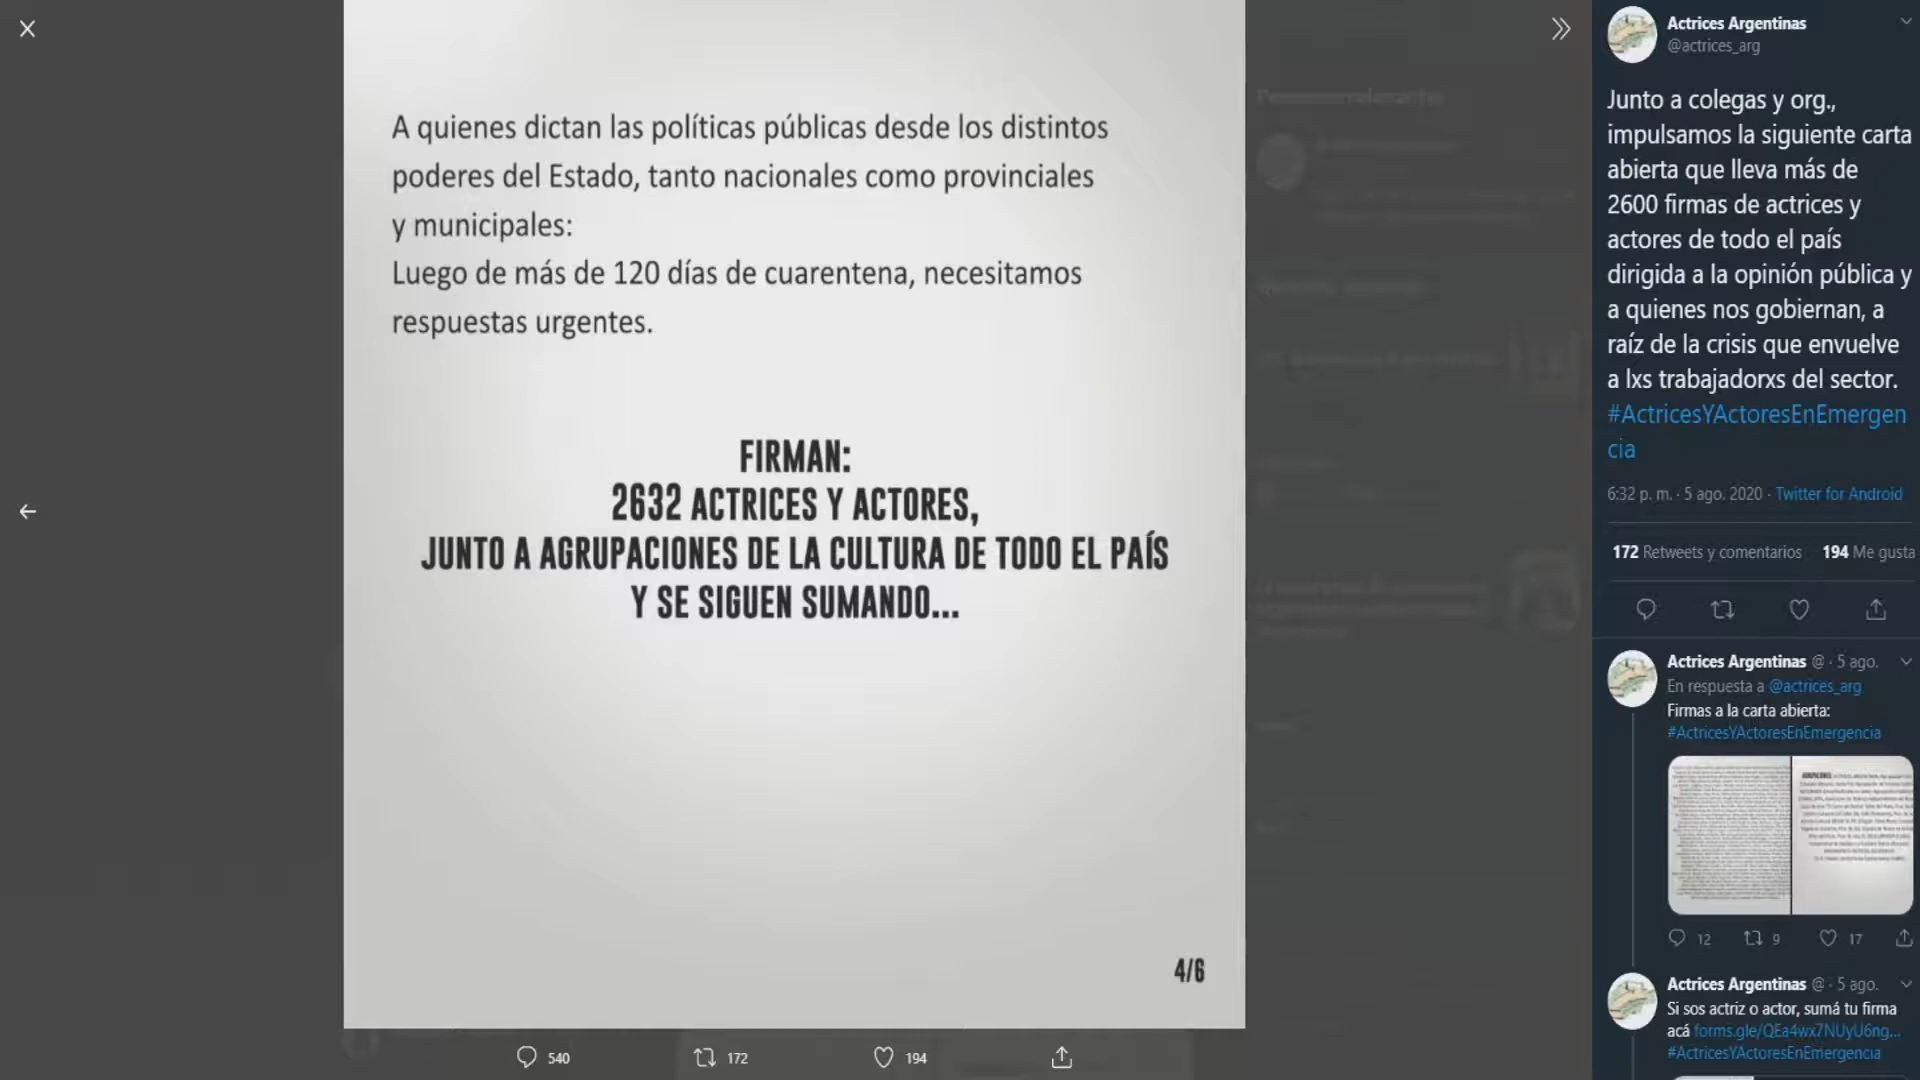 A quienes dictan las políticas públicas desde los distintos
poderes del Estado, tanto nacionales como provinciales
y municipales:
Luego de más de 120 días de cuarentena, necesitamos
respuestas urgentes.
FIRMAN:
2632 ACTRICES Y ACTORES,
JUNTO A AGRUPACIONES DE LA CULTURA DE TODO EL PAÍS
Y SE SIGUEN SUMANDO...
4/6
540
172
194
Actrices Argentinas
@actrices_arg
Junto a colegas y org.,
impulsamos la siguiente carta
abierta que lleva más de
2600 firmas de actrices y
actores de todo el país
dirigida a la opinión pública y
a quienes nos gobiernan, a
raíz de la crisis que envuelve
a lxs trabajadorxs del sector.
#ActricesYActoresEnEmergen
cia
6:32 p. m. · 5 ago. 2020 · Twitter for Android
172 Retweets y comentarios 194 Me gusta
Actrices Argentinas @ · 5 ago.
En respuesta a @actrices_arg
Firmas a la carta abierta:
#ActricesYActoresEnEmergencia
12 9 17
Actrices Argentinas @ · 5 ago.
Si sos actriz o actor, sumá tu firma
acá forms.gle/QEa4wx7NUyU6ng...
#ActricesYActoresEnEmergencia